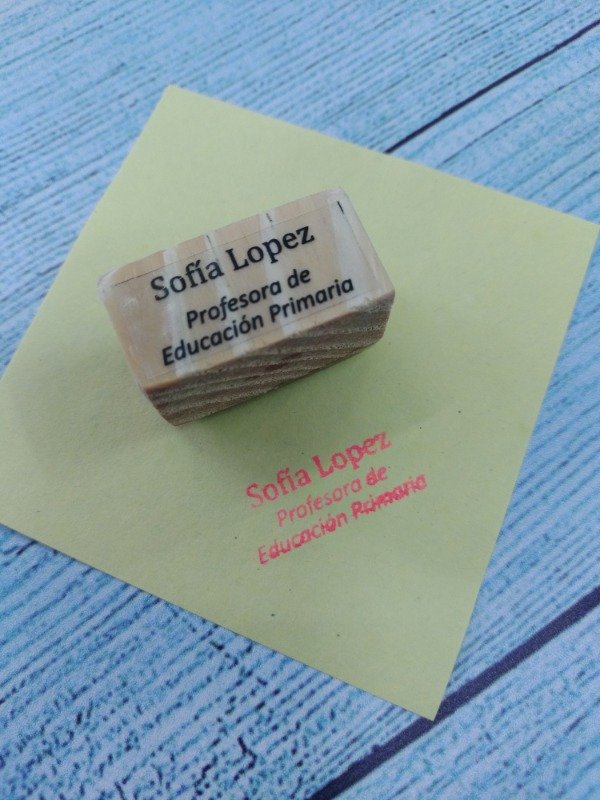 Sofía Lopez
Profesora de
Educación Primaria
Sofía Lopez
Profesora de
Educación Primaria